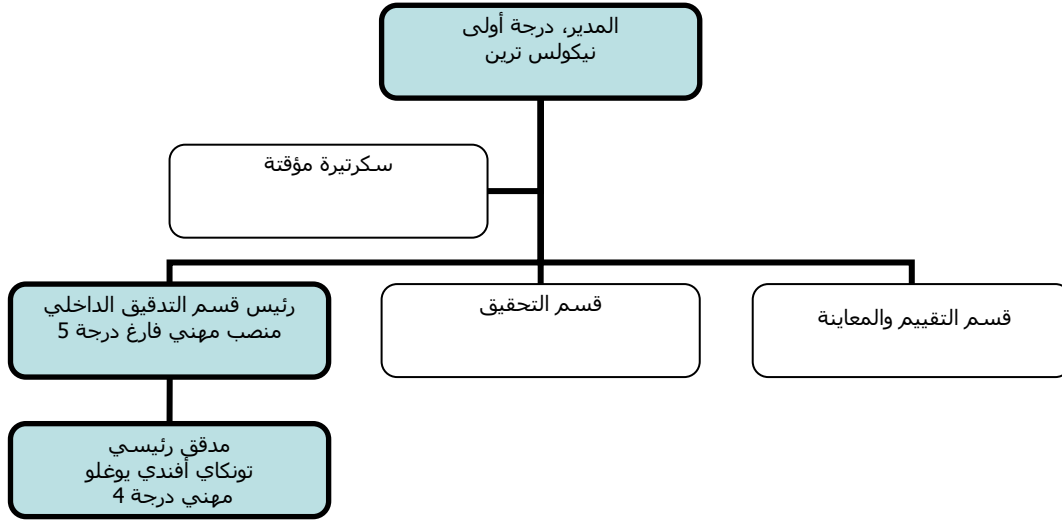 المدير، درجة أولى
نيكولس ترين
سكرتيرة مؤقتة
رئيس قسم التدقيق الداخلي
منصب مهني فارغ درجة 5
قسم التحقيق
قسم التقييم والمعاينة
مدقق رئيسي
تونكاي أفندي يوغلو
مهني درجة 4